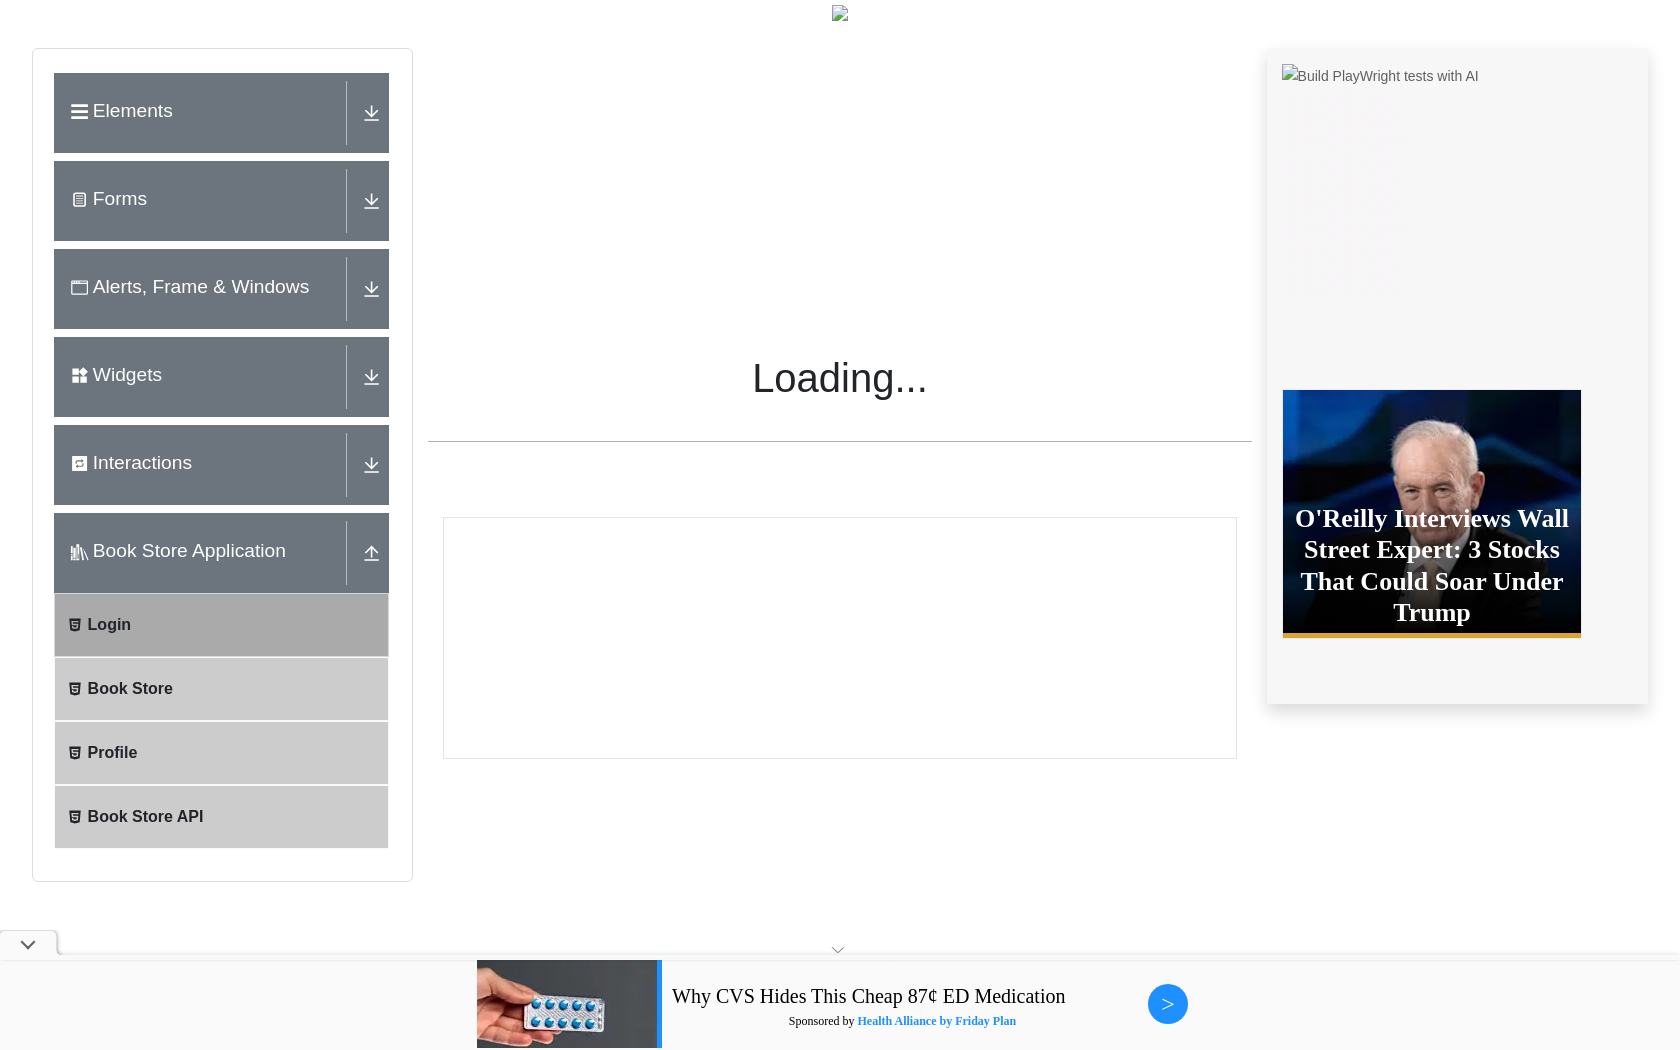 Elements
Forms
Alerts, Frame & Windows
Widgets
Interactions
Book Store Application
Login
Book Store
Profile
Book Store API
Loading...
Build PlayWright tests with AI
O'Reilly Interviews Wall
Street Expert: 3 Stocks
That Could Soar Under
Trump
Why CVS Hides This Cheap 87¢ ED Medication
Sponsored by Health Alliance by Friday Plan
>